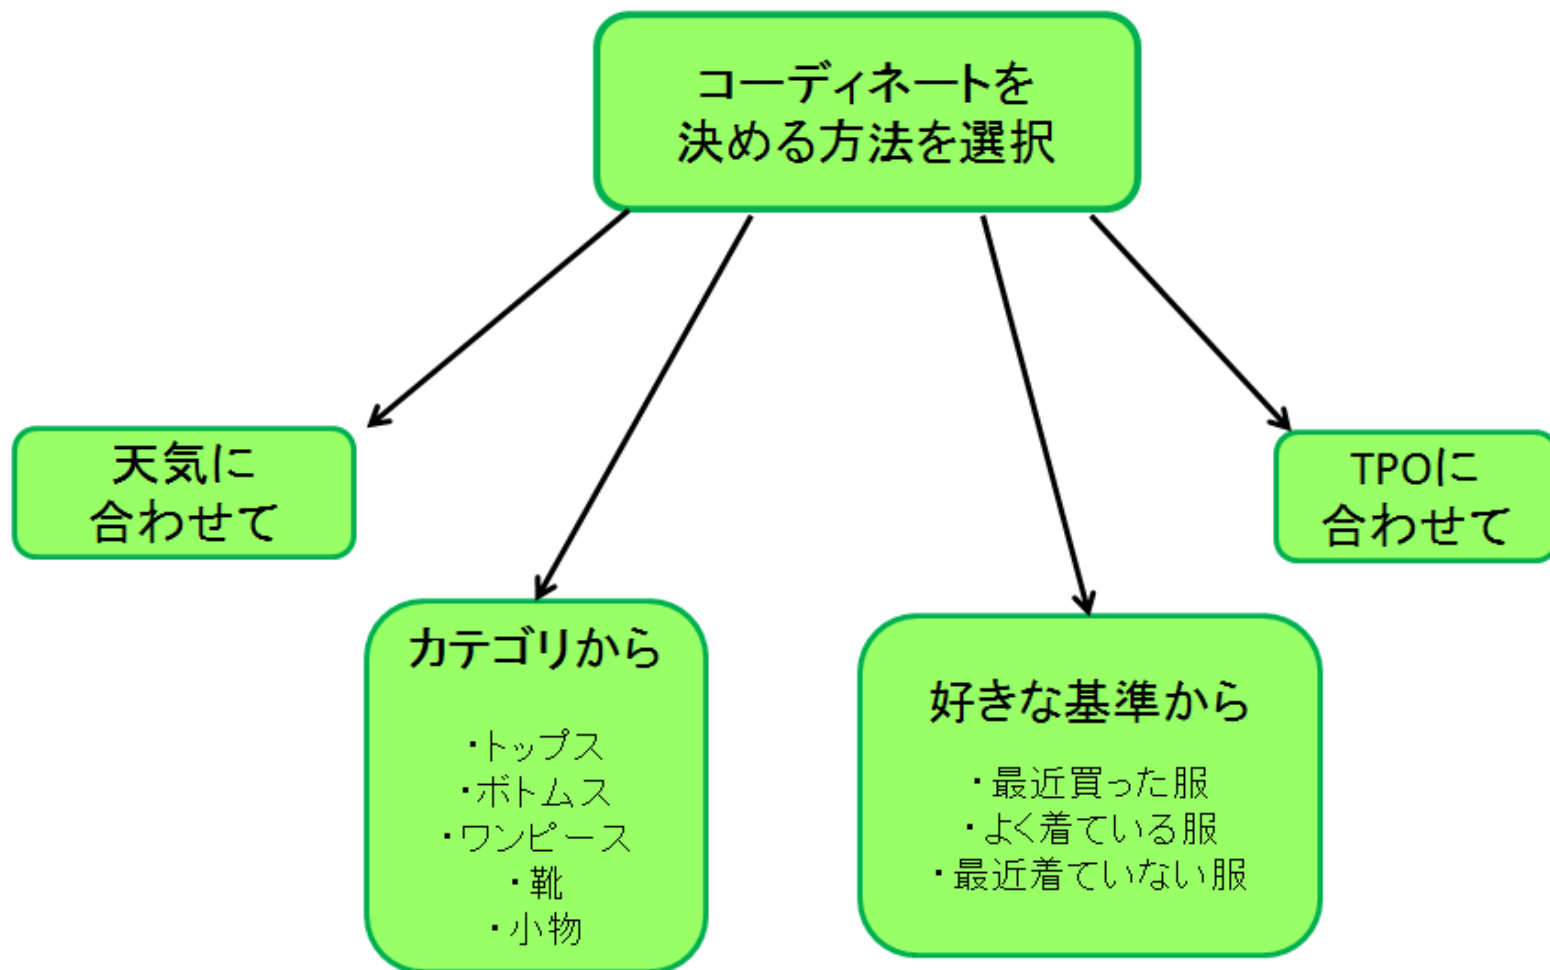 コーディネートを
決める方法を選択
天気に
合わせて
TPOに
合わせて
カテゴリから
・トップス
・ボトムス
・ワンピース
・靴
・小物
好きな基準から
・最近買った服
・よく着ている服
・最近着ていない服